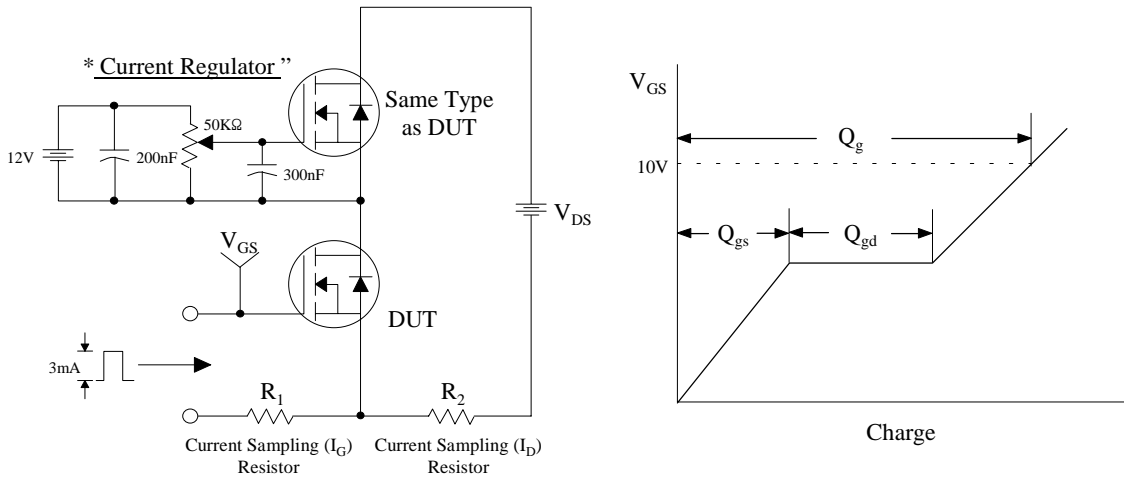 * Current Regulator ”
50KΩ
12V
200nF
300nF
Same Type
as DUT
V_DS
V_GS
DUT
3mA
R_1
R_2
Current Sampling (I_G)
Resistor
Current Sampling (I_D)
Resistor
V_GS
Q_g
10V
Q_gs
Q_gd
Charge